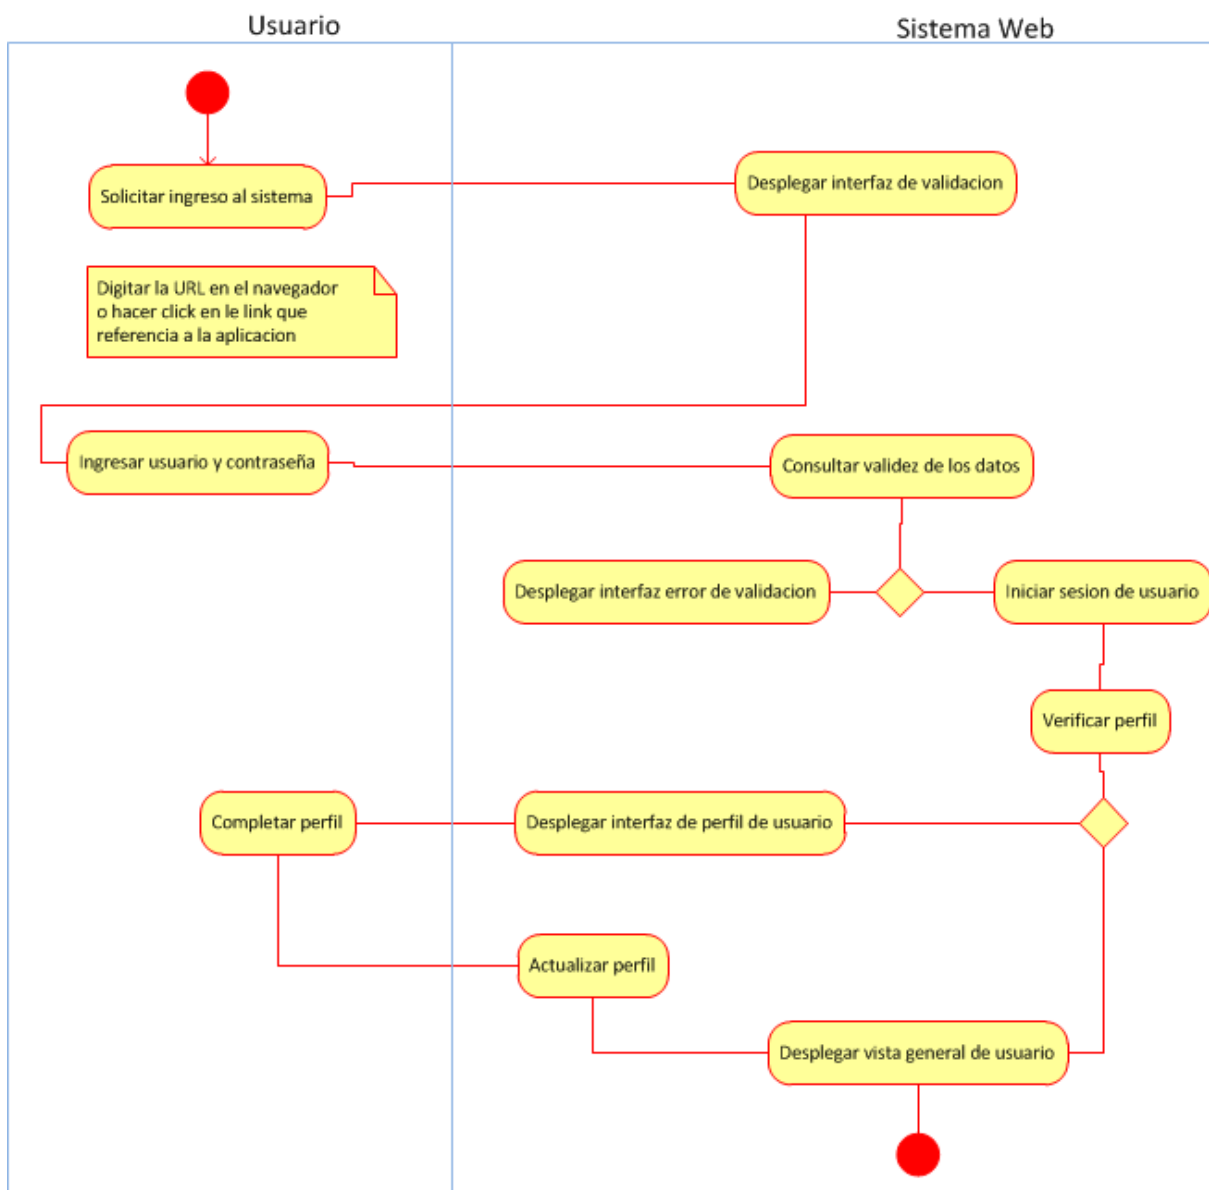 Usuario
Sistema Web
Solicitar ingreso al sistema
Desplegar interfaz de validacion
Digitar la URL en el navegador
o hacer click en le link que
referencia a la aplicacion
Ingresar usuario y contraseña
Consultar validez de los datos
Desplegar interfaz error de validacion
Iniciar sesion de usuario
Verificar perfil
Completar perfil
Desplegar interfaz de perfil de usuario
Actualizar perfil
Desplegar vista general de usuario